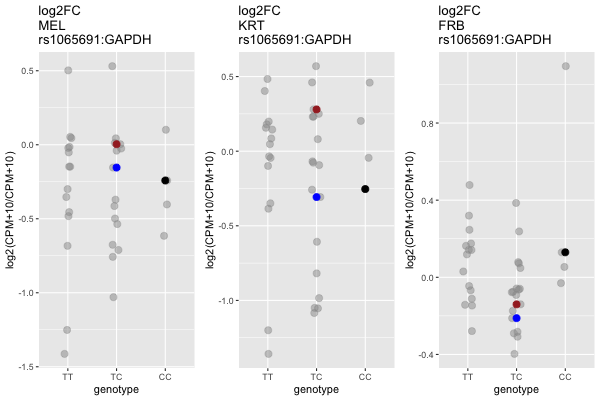 log2FC
MEL
rs1065691:GAPDH
log2(CPM+10/CPM+10)
0.5
0.0
-0.5
-1.0
-1.5
TT
TC
CC
genotype
log2FC
KRT
rs1065691:GAPDH
log2(CPM+10/CPM+10)
0.5
0.0
-0.5
-1.0
TT
TC
CC
genotype
log2FC
FRB
rs1065691:GAPDH
log2(CPM+10/CPM+10)
0.8
0.4
0.0
-0.4
TT
TC
CC
genotype